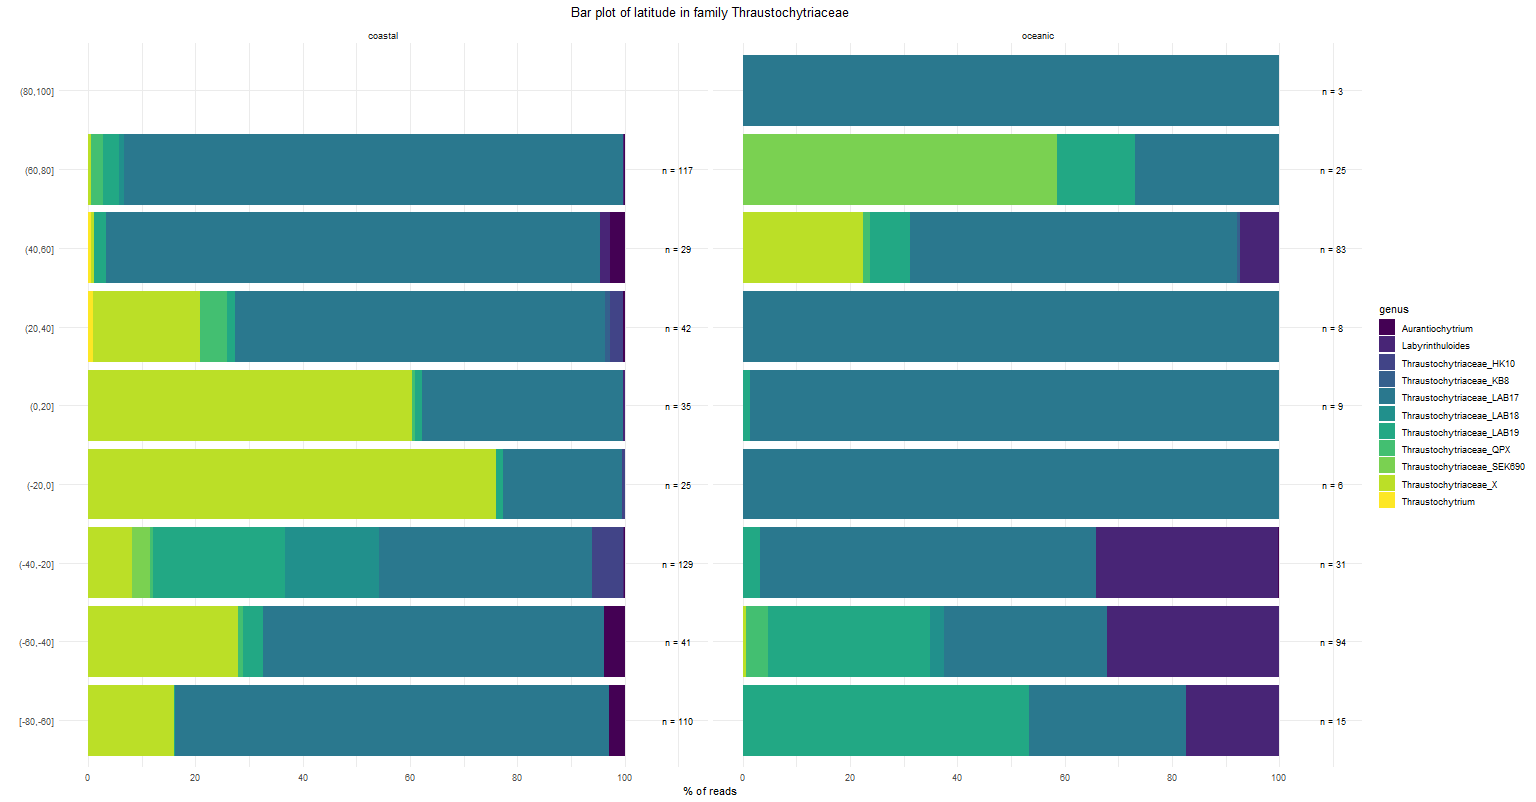 Bar plot of latitude in family Thraustochytriaceae
coastal
oceanic
(80,100]
n = 3
(60,80]
n = 117
n = 25
(40,60]
n = 29
n = 83
(20,40]
n = 42
n = 8
(0,20]
n = 35
n = 9
(-20,0]
n = 25
n = 6
(-40,-20]
n = 129
n = 31
(-60,-40]
n = 41
n = 94
[-80,-60]
n = 110
n = 15
0 20 40 60 80 100
0 20 40 60 80 100
% of reads
genus
Aurantiochytrium
Labyrinthuloides
Thraustochytriaceae_HK10
Thraustochytriaceae_KB8
Thraustochytriaceae_LAB17
Thraustochytriaceae_LAB18
Thraustochytriaceae_LAB19
Thraustochytriaceae_QPX
Thraustochytriaceae_SEK690
Thraustochytriaceae_X
Thraustochytrium